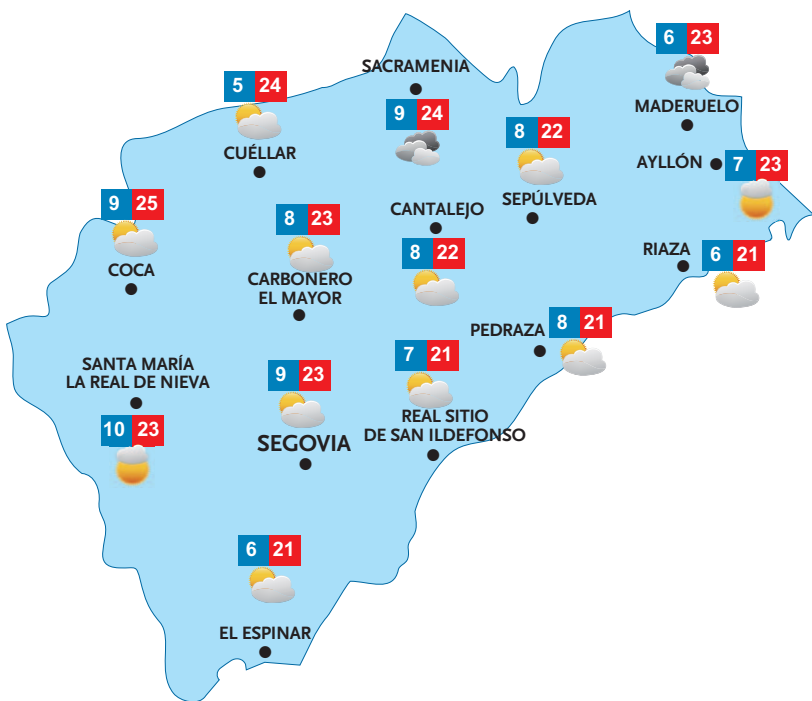 6 23
MADERUELO
SACRAMENIA
9 24
5 24
CUÉLLAR
8 22
SEPÚLVEDA
AYLLÓN
7 23
9 25
COCA
8 23
CARBONERO
EL MAYOR
CANTALEJO
8 22
RIAZA
6 21
PEDRAZA
8 21
SANTA MARÍA
LA REAL DE NIEVA
10 23
9 23
SEGOVIA
7 21
REAL SITIO
DE SAN ILDEFONSO
6 21
EL ESPINAR